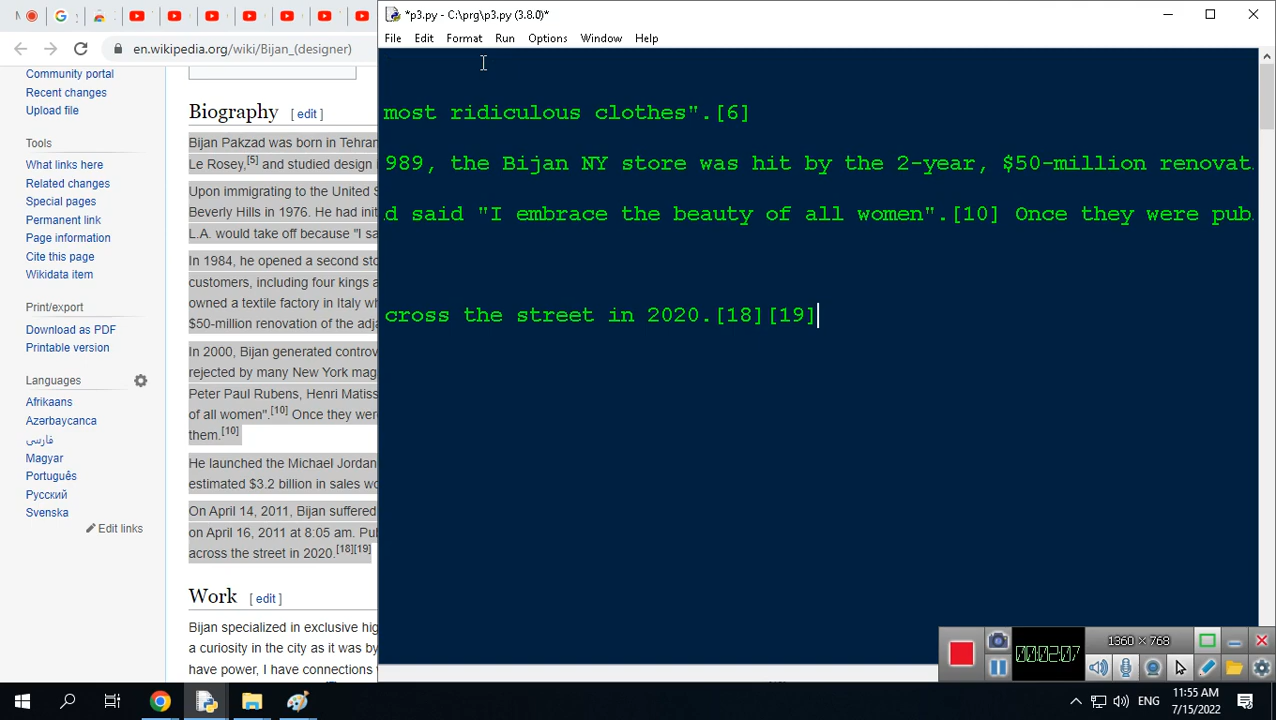 *p3.py - C:\prg\p3.py (3.8.0)*
en.wikipedia.org/wiki/Bijan_(designer)
File Edit Format Run Options Window Help
Community portal
Recent changes
Upload file
Tools
What links here
Related changes
Special pages
Permanent link
Page information
Cite this page
Wikidata item
Print/export
Download as PDF
Printable version
Languages
Afrikaans
Azərbaycanca
فارسی
Magyar
Português
Русский
Svenska
Edit links
Biography [ edit ]
Bijan Pakzad was born in Tehran
Le Rosey,[5] and studied design
Upon immigrating to the United S
Beverly Hills in 1976. He had init
L.A. would take off because "I sa
In 1984, he opened a second sto
customers, including four kings a
owned a textile factory in Italy wh
$50-million renovation of the adja
In 2000, Bijan generated controv
rejected by many New York mag
Peter Paul Rubens, Henri Matiss
of all women".[10] Once they were
them.[10]
He launched the Michael Jordan
estimated $3.2 billion in sales wo
On April 14, 2011, Bijan suffered
on April 16, 2011 at 8:05 am. Pul
across the street in 2020.[18][19]
Work [ edit ]
Bijan specialized in exclusive hig
a curiosity in the city as it was by
have power, I have connections w
most ridiculous clothes".[6]
989, the Bijan NY store was hit by the 2-year, $50-million renovat
d said "I embrace the beauty of all women".[10] Once they were pub
cross the street in 2020.[18][19]
1360 × 768
00:02:07
ENG
11:55 AM
7/15/2022